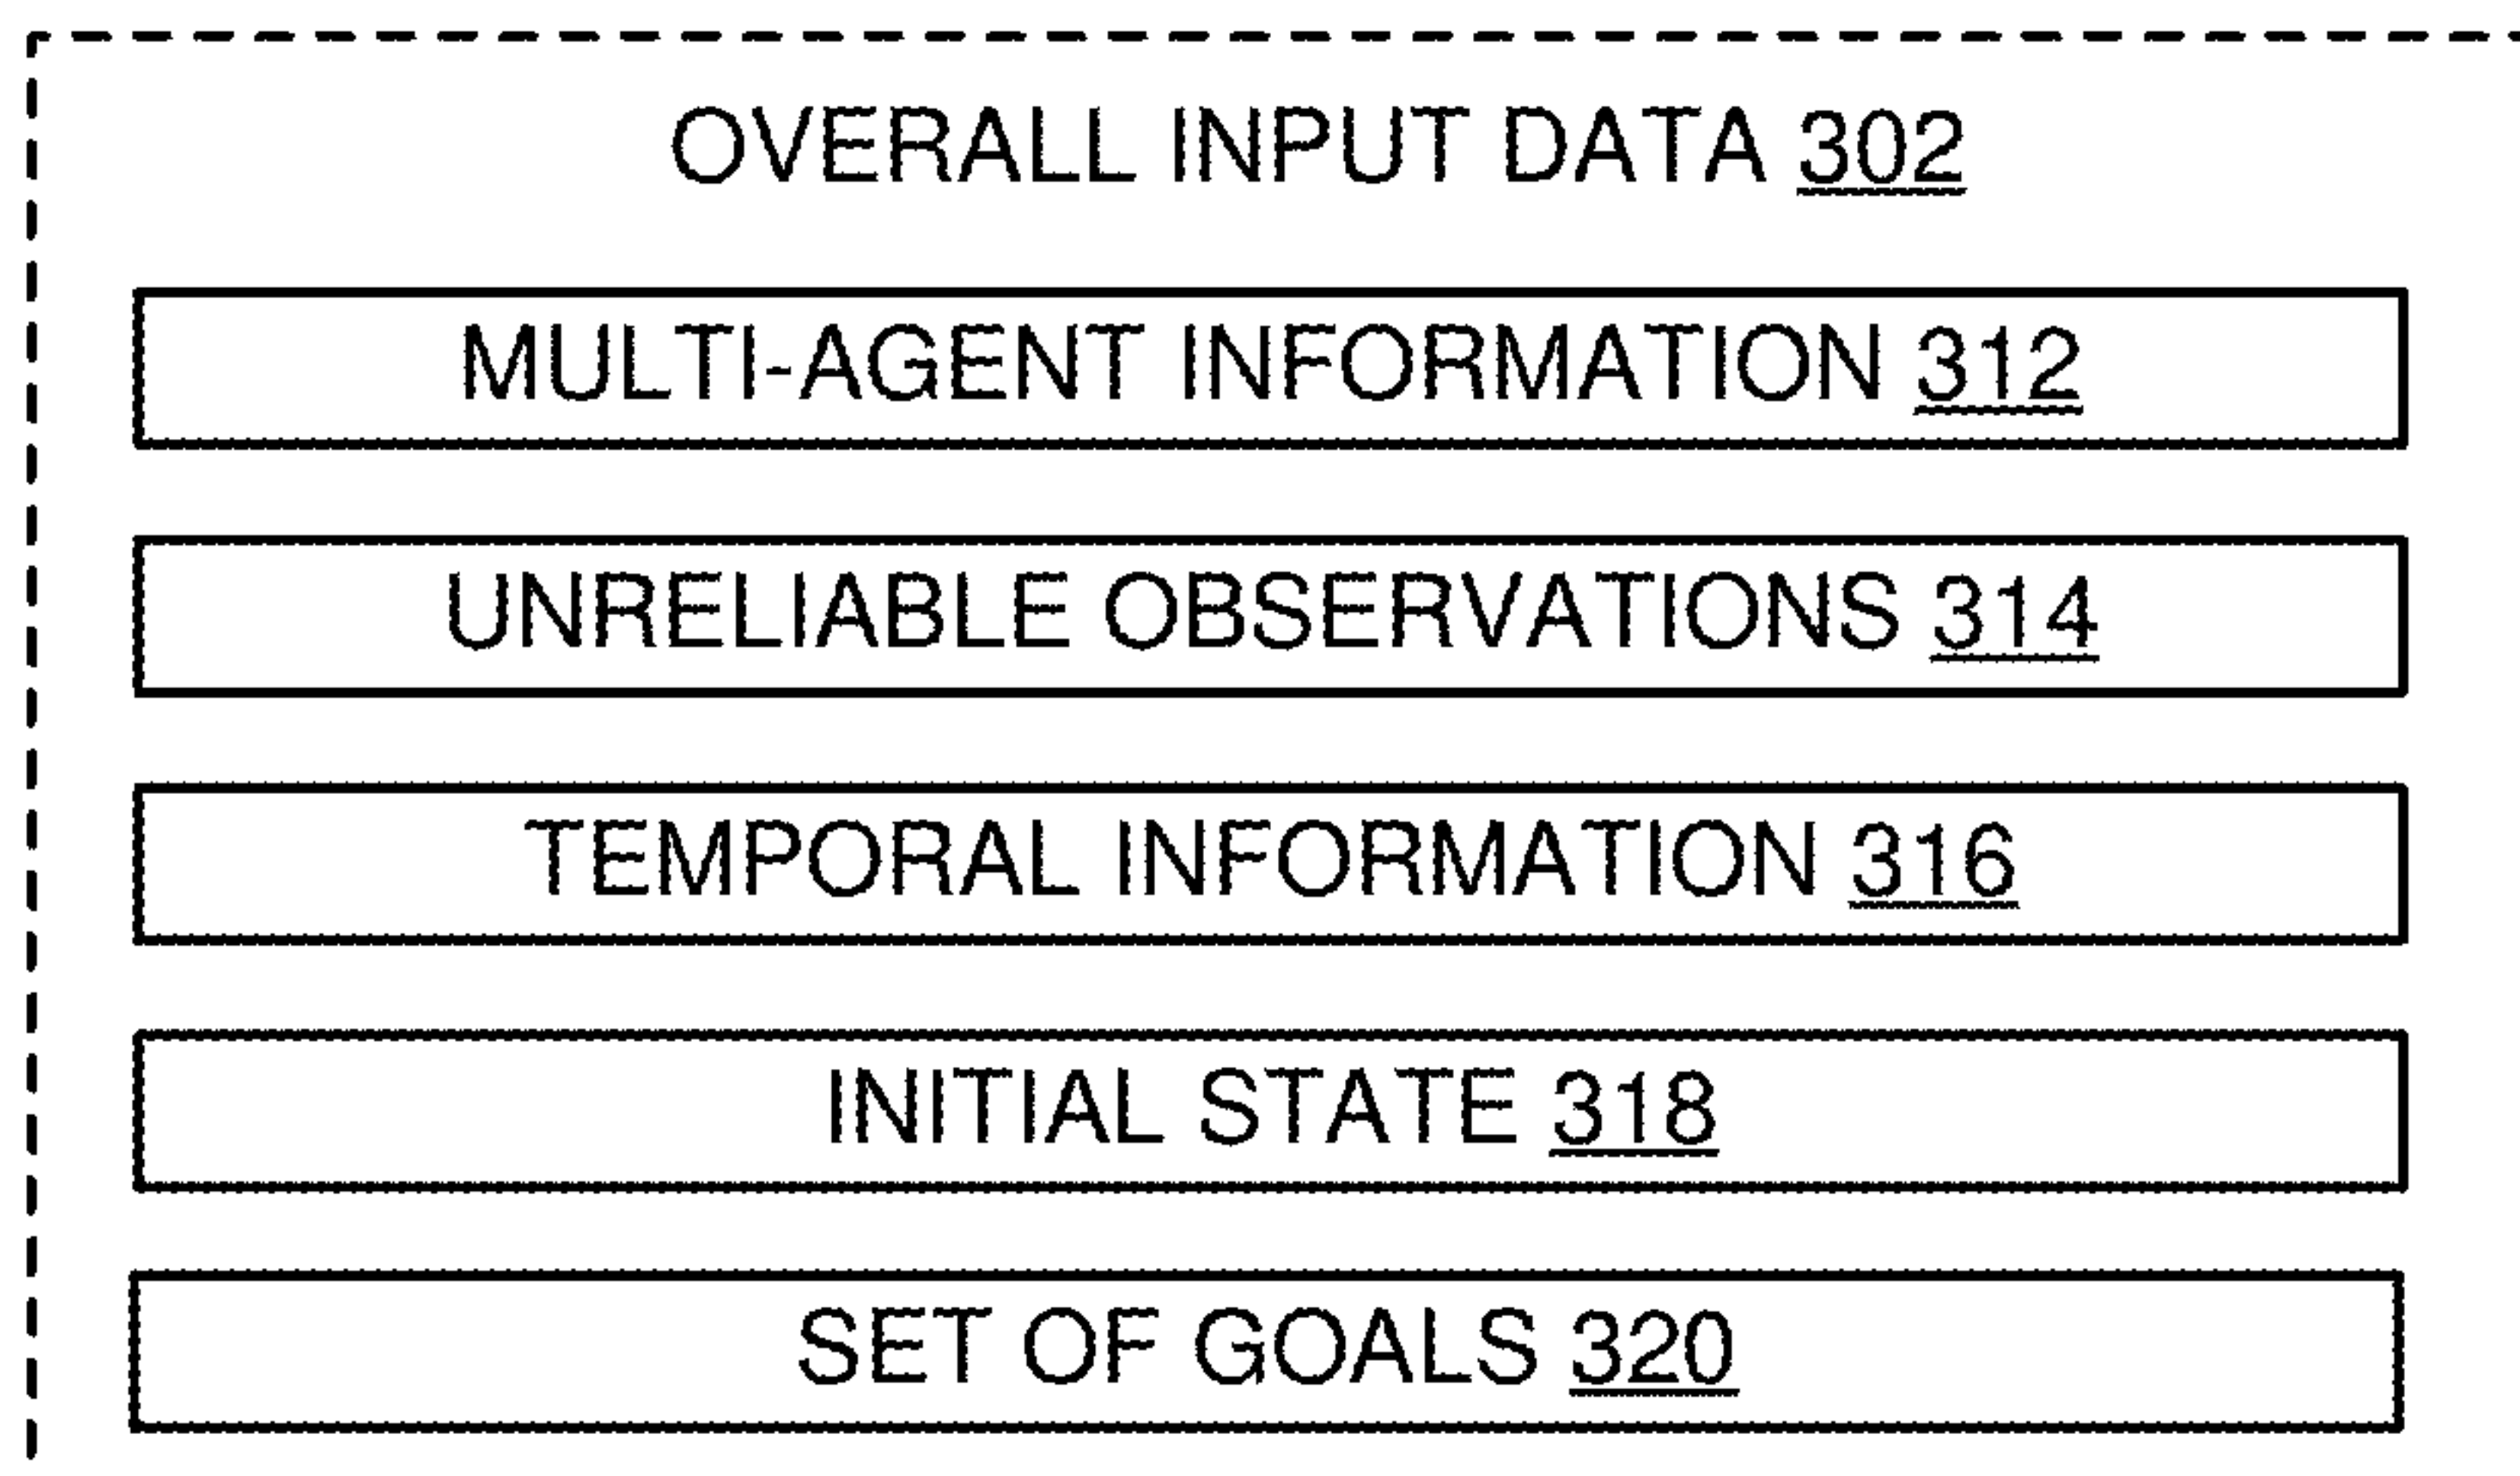 OVERALL INPUT DATA 302
MULTI-AGENT INFORMATION 312
UNRELIABLE OBSERVATIONS 314
TEMPORAL INFORMATION 316
INITIAL STATE 318
SET OF GOALS 320